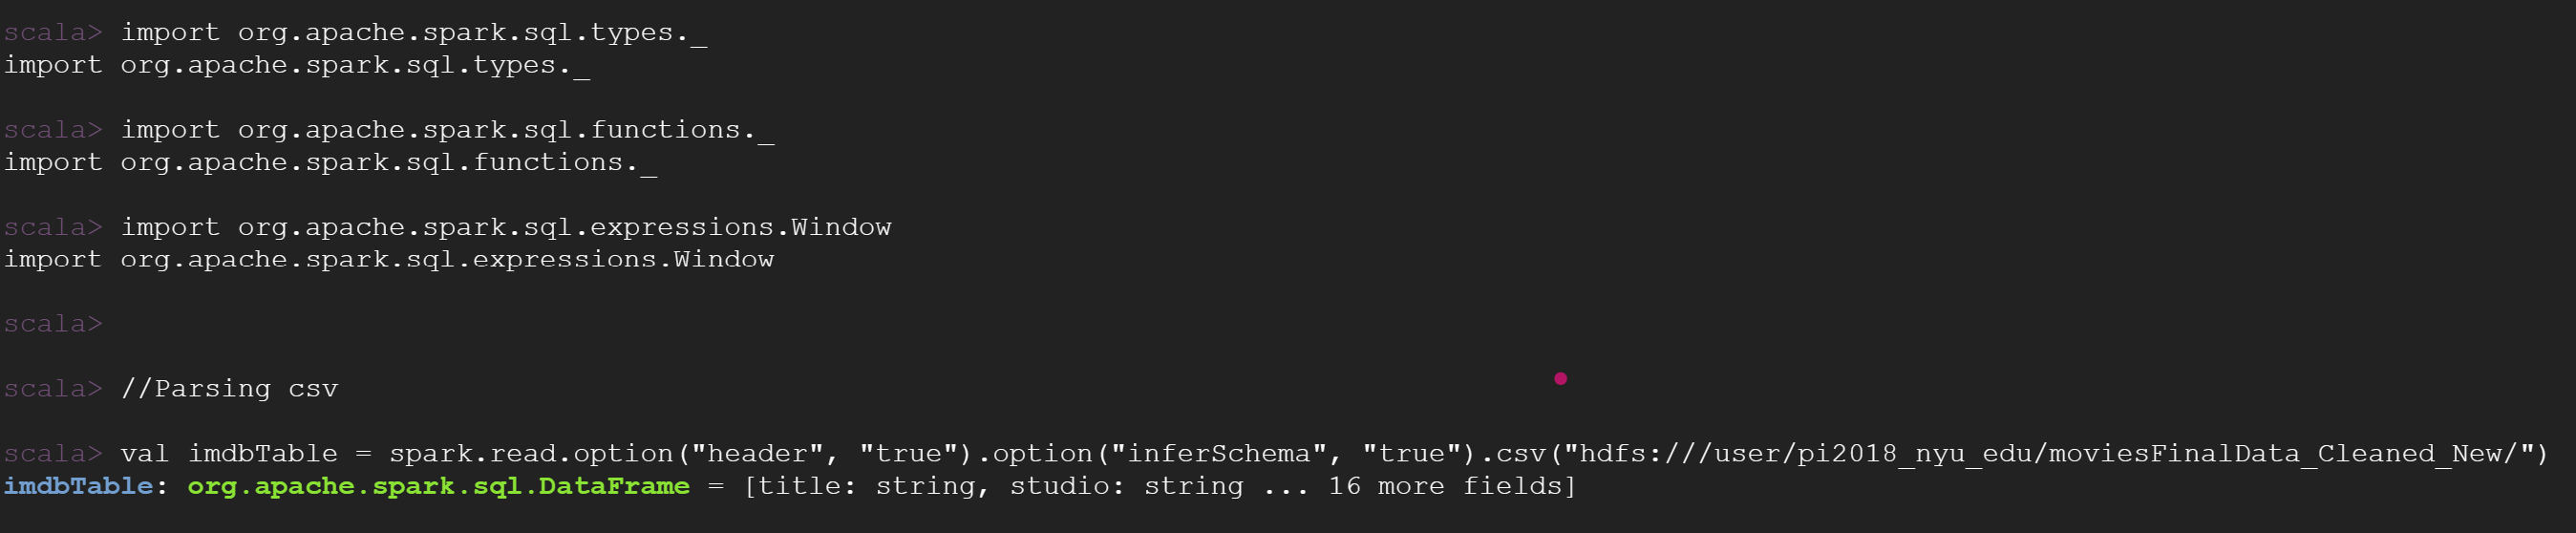 scala> import org.apache.spark.sql.types._
import org.apache.spark.sql.types._
scala> import org.apache.spark.sql.functions._
import org.apache.spark.sql.functions._
scala> import org.apache.spark.sql.expressions.Window
import org.apache.spark.sql.expressions.Window
scala>
scala> //Parsing csv
scala> val imdbTable = spark.read.option("header", "true").option("inferSchema", "true").csv("hdfs:///user/pi2018_nyu_edu/moviesFinalData_Cleaned_New/")
imdbTable: org.apache.spark.sql.DataFrame = [title: string, studio: string ... 16 more fields]